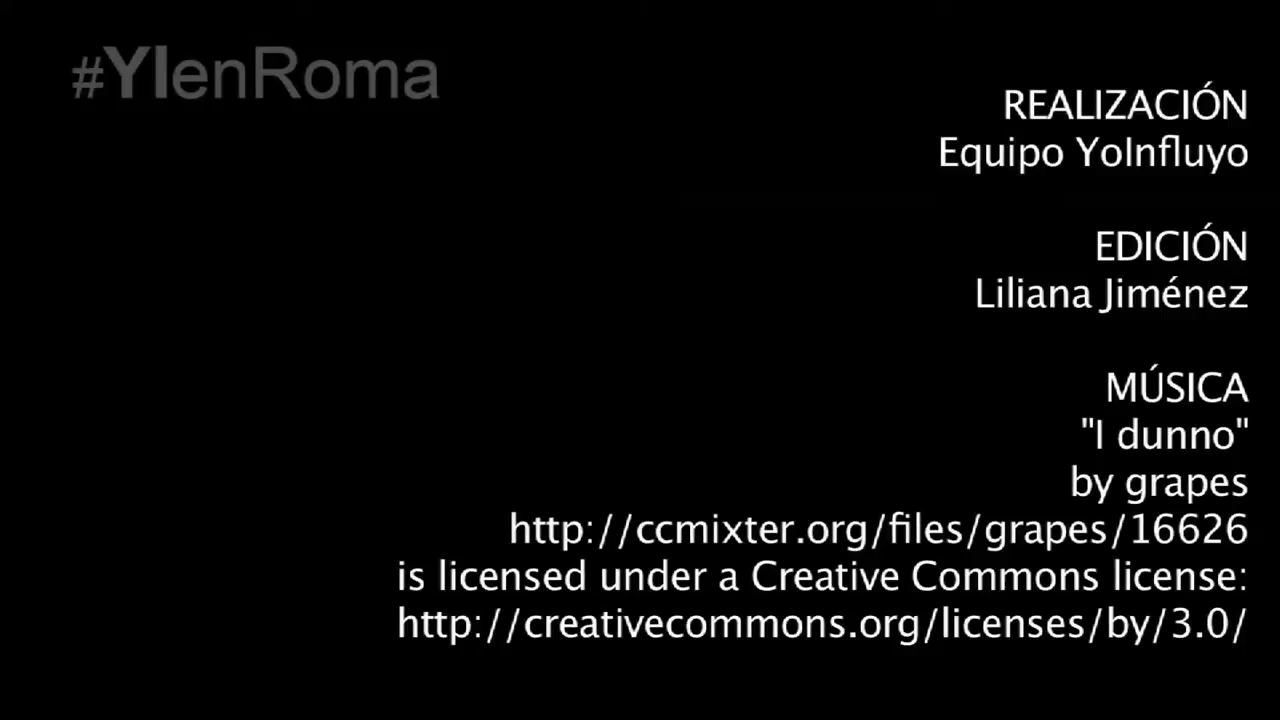 #YIenRoma
REALIZACIÓN
Equipo YoInfluyo
EDICIÓN
Liliana Jiménez
MÚSICA
"I dunno"
by grapes
http://ccmixter.org/files/grapes/16626
is licensed under a Creative Commons license:
http://creativecommons.org/licenses/by/3.0/